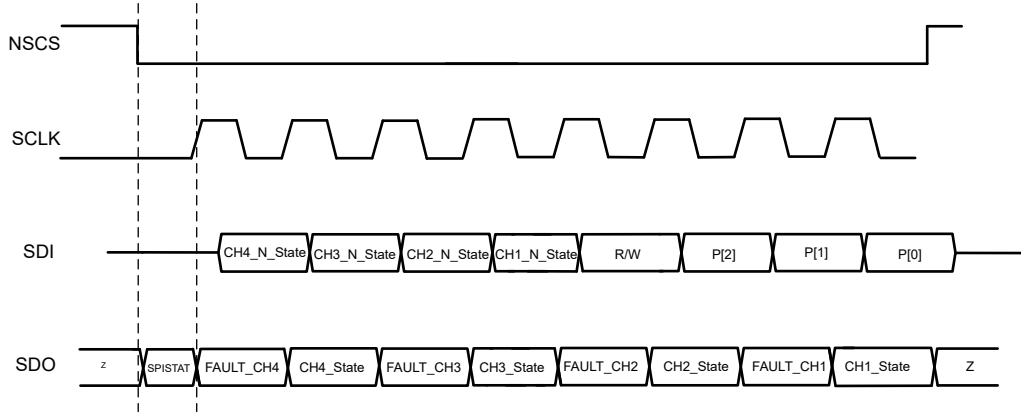 NSCS
SCLK
SDI CH4_N_State CH3_N_State CH2_N_State CH1_N_State R/W P[2] P[1] P[0]
SDO Z SPISTAT FAULT_CH4 CH4_State FAULT_CH3 CH3_State FAULT_CH2 CH2_State FAULT_CH1 CH1_State Z